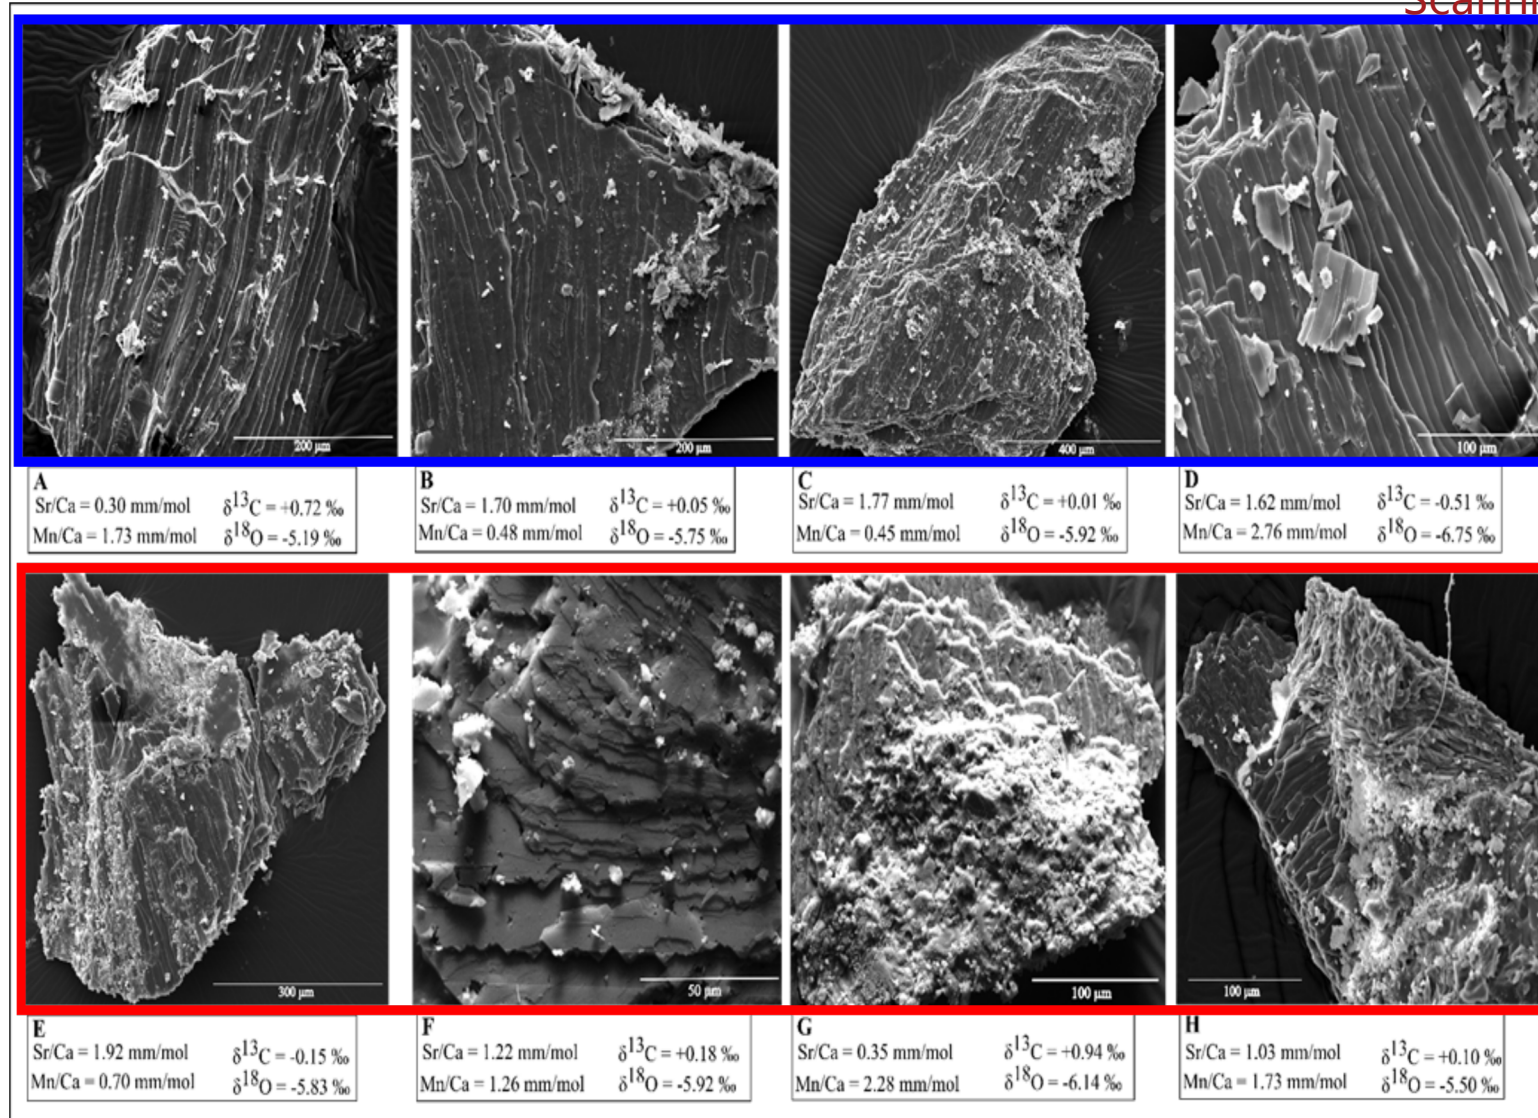 200 µm
200 µm
400 µm
100 µm
A
Sr/Ca = 0.30 mm/mol δ13C = +0.72 ‰
Mn/Ca = 1.73 mm/mol δ18O = -5.19 ‰
B
Sr/Ca = 1.70 mm/mol δ13C = +0.05 ‰
Mn/Ca = 0.48 mm/mol δ18O = -5.75 ‰
C
Sr/Ca = 1.77 mm/mol δ13C = +0.01 ‰
Mn/Ca = 0.45 mm/mol δ18O = -5.92 ‰
D
Sr/Ca = 1.62 mm/mol δ13C = -0.51 ‰
Mn/Ca = 2.76 mm/mol δ18O = -6.75 ‰
300 µm
50 µm
100 µm
100 µm
E
Sr/Ca = 1.92 mm/mol δ13C = -0.15 ‰
Mn/Ca = 0.70 mm/mol δ18O = -5.83 ‰
F
Sr/Ca = 1.22 mm/mol δ13C = +0.18 ‰
Mn/Ca = 1.26 mm/mol δ18O = -5.92 ‰
G
Sr/Ca = 0.35 mm/mol δ13C = +0.94 ‰
Mn/Ca = 2.28 mm/mol δ18O = -6.14 ‰
H
Sr/Ca = 1.03 mm/mol δ13C = +0.10 ‰
Mn/Ca = 1.73 mm/mol δ18O = -5.50 ‰